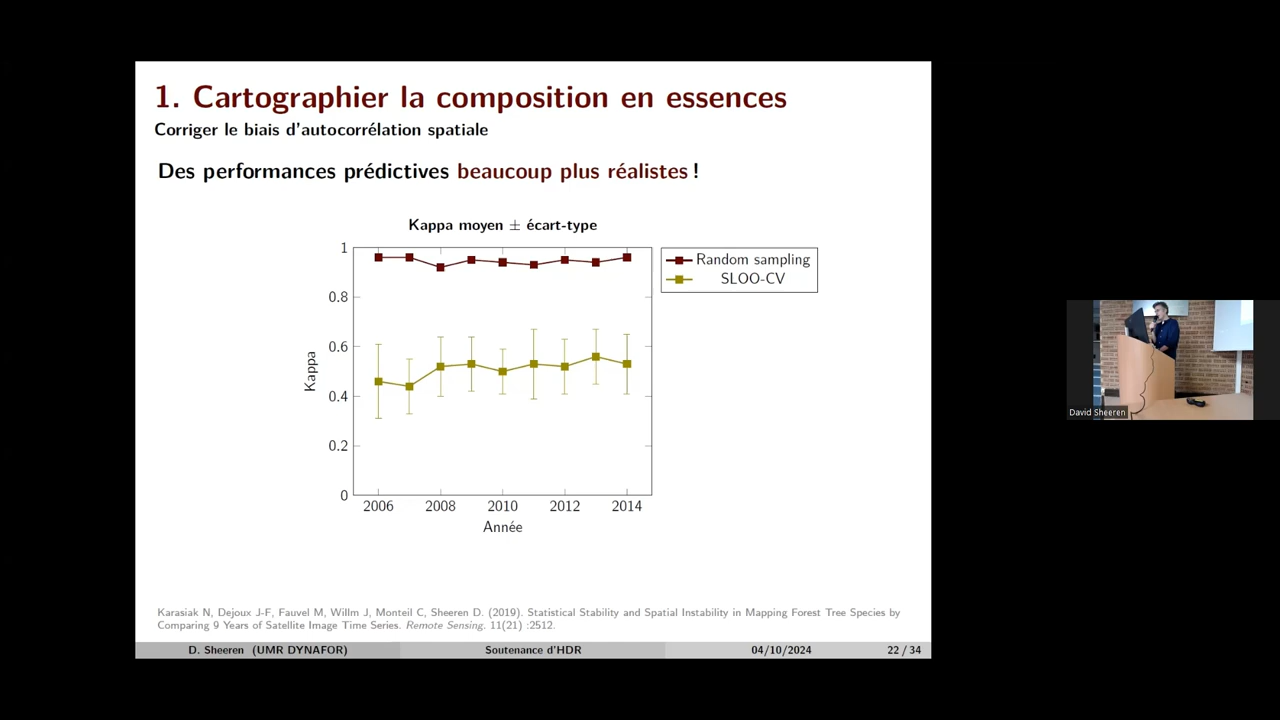 1. Cartographier la composition en essences
Corriger le biais d'autocorrélation spatiale
Des performances prédictives beaucoup plus réalistes !
Kappa moyen ± écart-type
1
0.8
0.6
0.4
0.2
0
Kappa
2006 2008 2010 2012 2014
Année
Random sampling
SLOO-CV
Karasiak N, Dejoux J-F, Fauvel M, Willm J, Monteil C, Sheeren D. (2019). Statistical Stability and Spatial Instability in Mapping Forest Tree Species by
Comparing 9 Years of Satellite Image Time Series. Remote Sensing. 11(21) :2512.
D. Sheeren (UMR DYNAFOR) Soutenance d'HDR 04/10/2024 22 / 34
David Sheeren